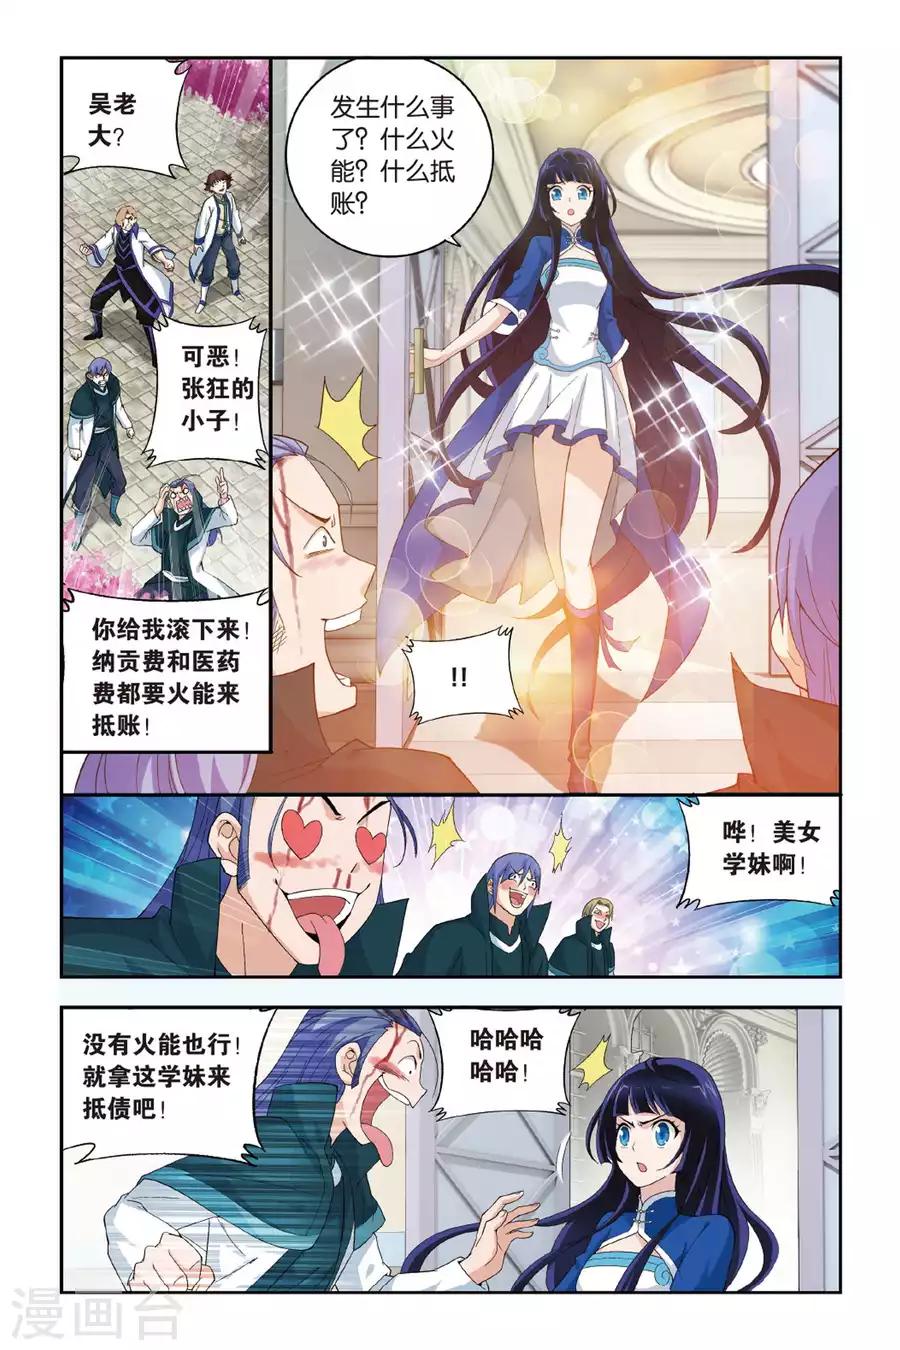 吴老
大？
可恶！
张狂的
小子！
你给我滚下来！
纳贡费和医药
费都要火能来
抵账！
发生什么事
了？什么火
能？什么抵
账？
!!
哗！美女
学妹啊！
没有火能也行！
就拿这学妹来
抵债吧！
哈哈哈
哈哈！
漫画台